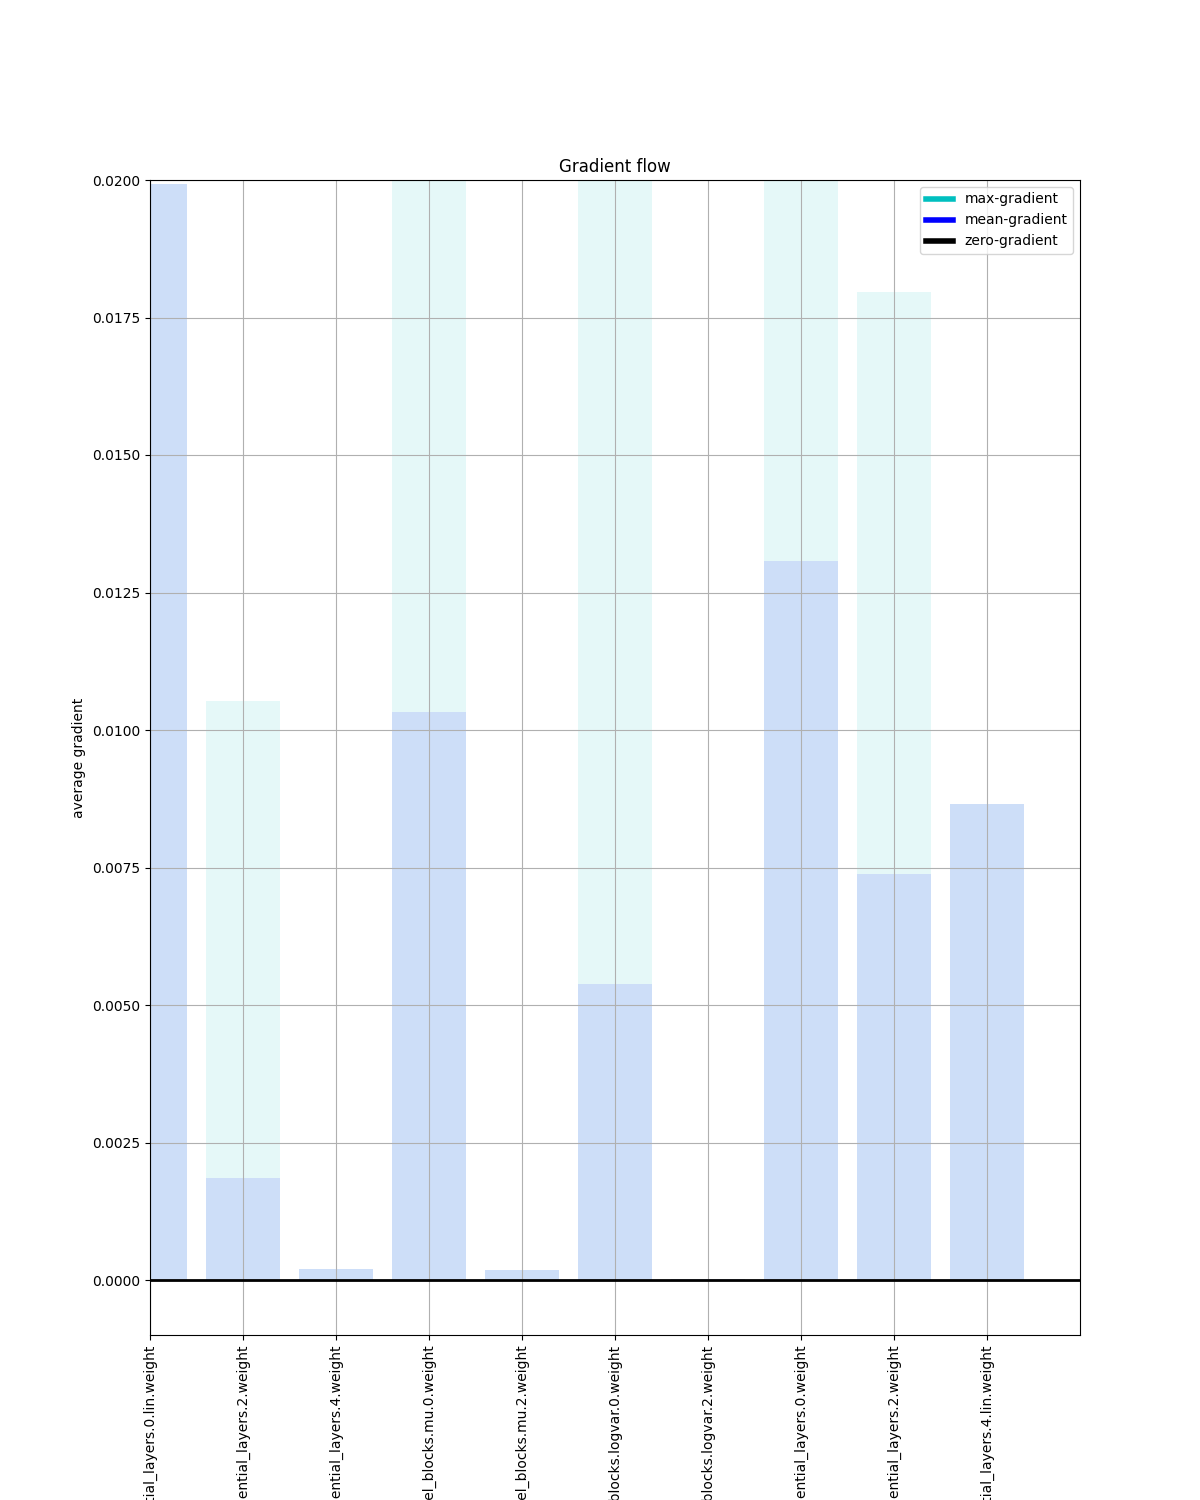 Gradient flow
max-gradient
mean-gradient
zero-gradient
0.0200
0.0175
0.0150
0.0125
0.0100
0.0075
0.0050
0.0025
0.0000
average gradient
tial_layers.0.lin.weight
ential_layers.2.weight
ential_layers.4.weight
el_blocks.mu.0.weight
el_blocks.mu.2.weight
blocks.logvar.0.weight
blocks.logvar.2.weight
ential_layers.0.weight
ential_layers.2.weight
tial_layers.4.lin.weight